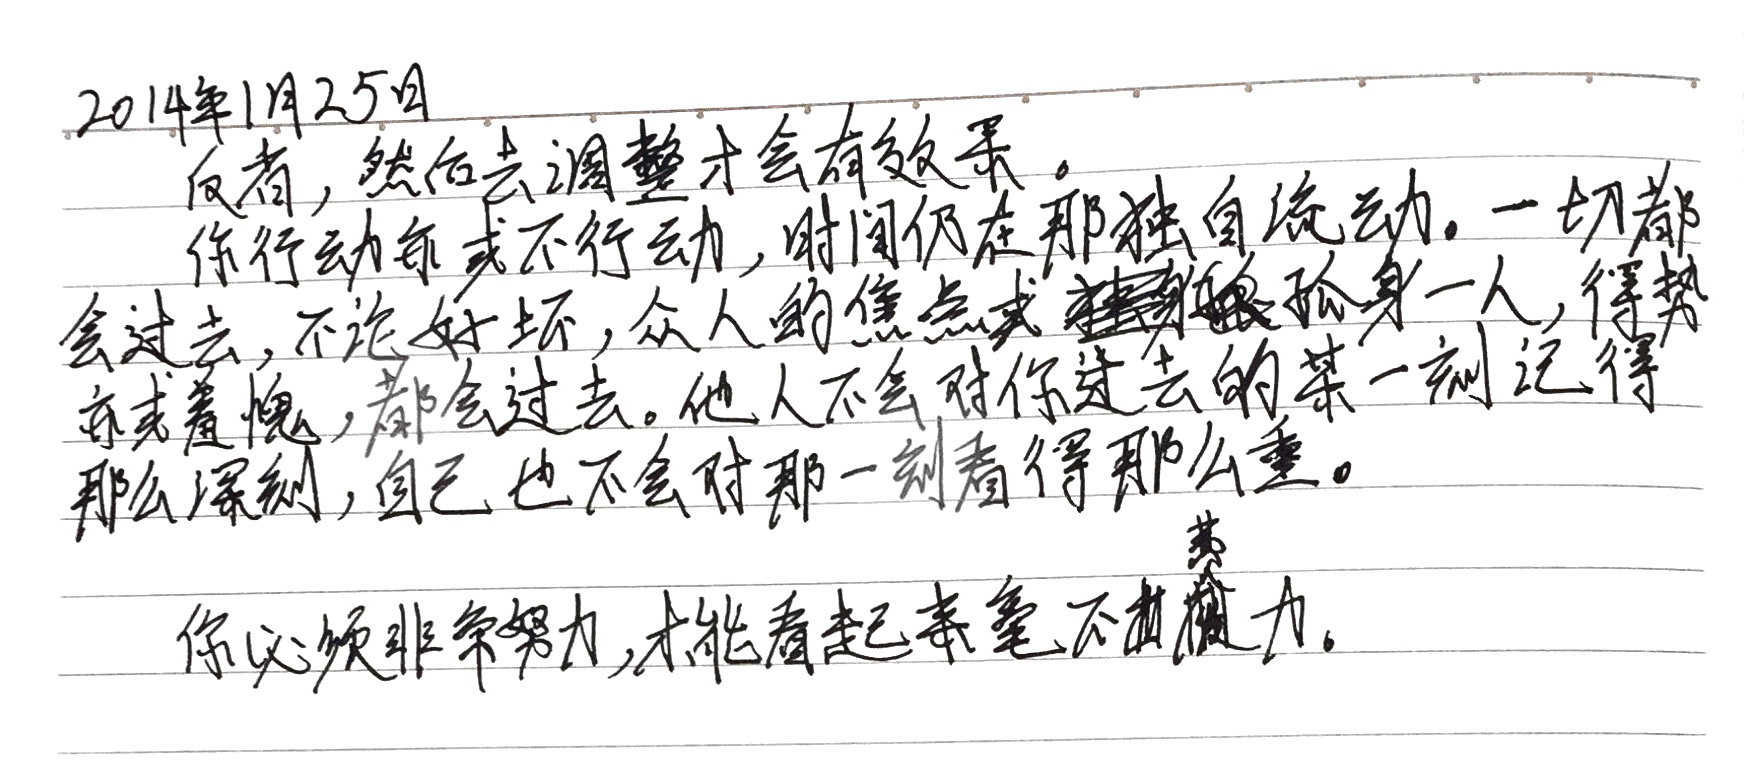 2014年1月25日
反省，然后去调整才会有效果。
你行动亦或不行动，时间仍在那独自流动。一切都
会过去，不论好坏，众人的焦点或孤身一人，得势
亦或羞愧，都会过去。他人不会对你过去的某一刻记得
那么深刻，自己也不会对那一刻看得那么重。
你必须非常努力，才能看起来毫不费力。